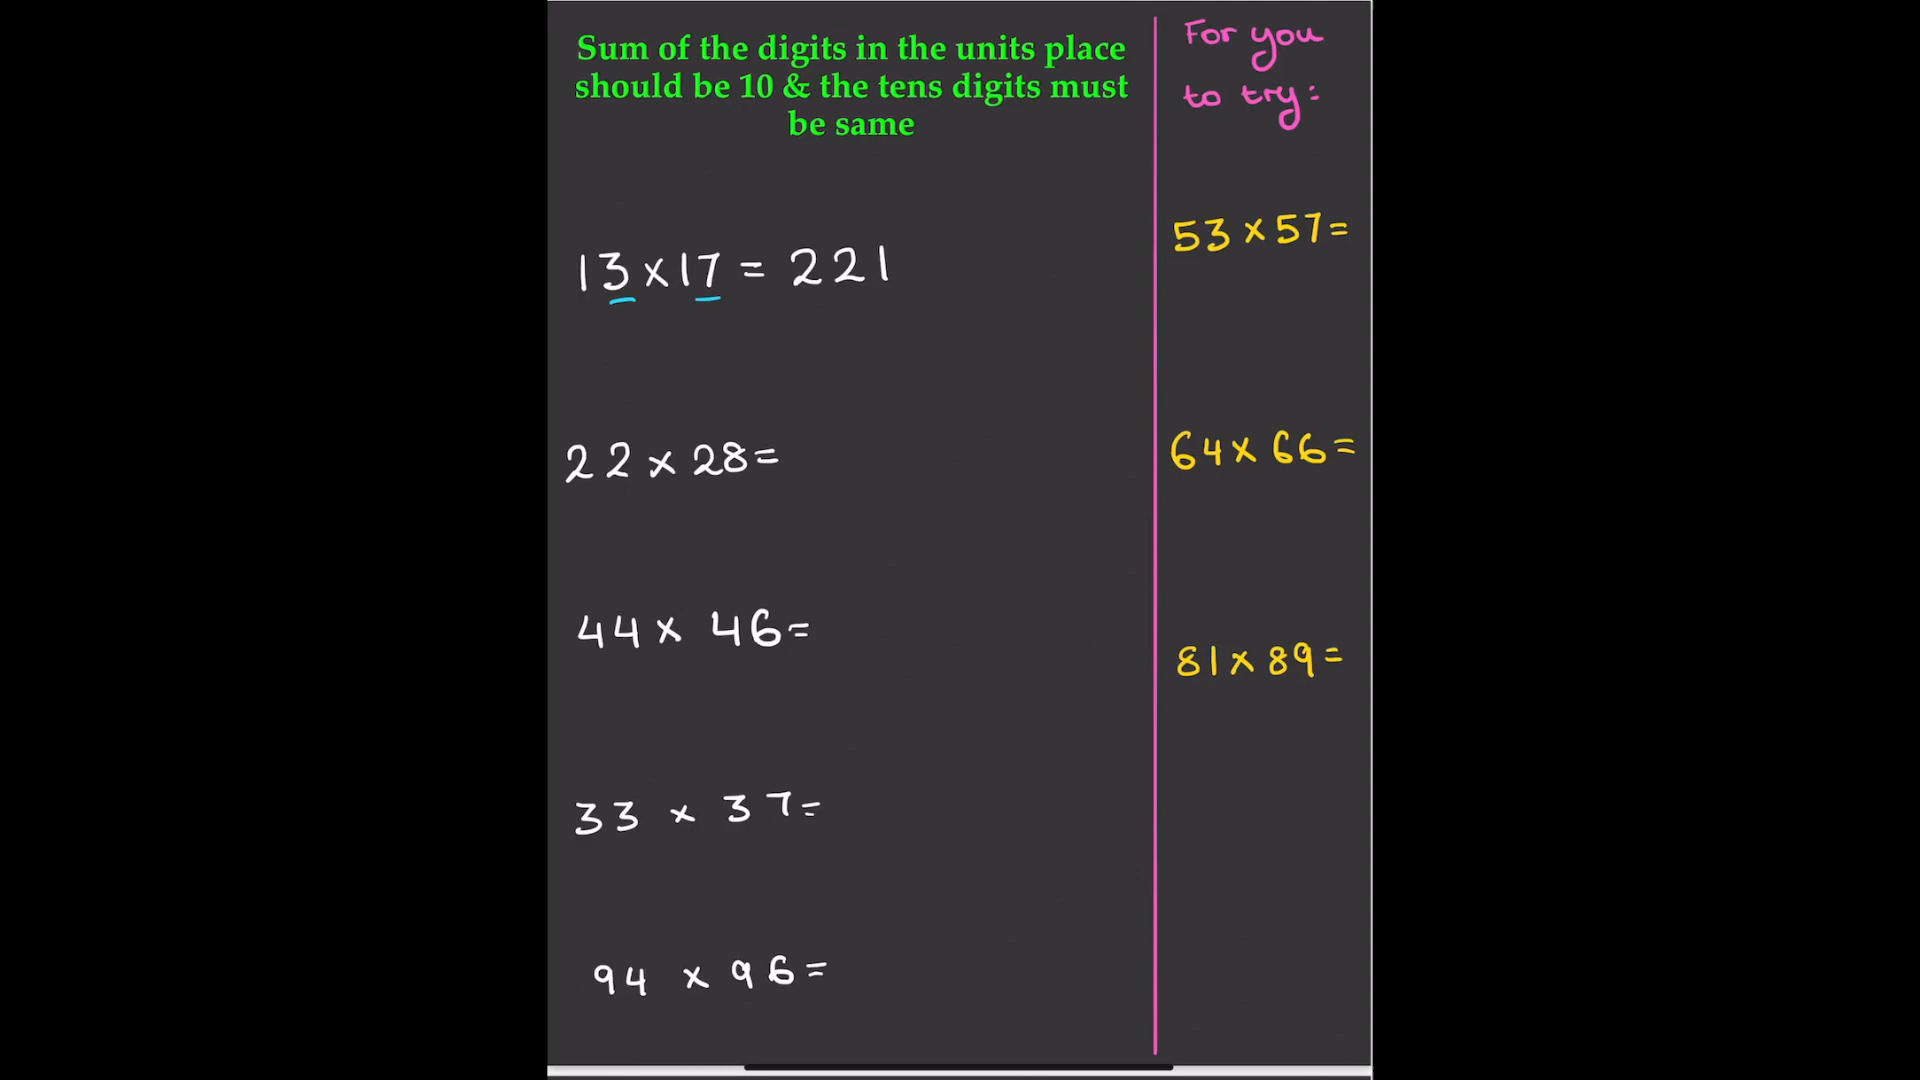 Sum of the digits in the units place
should be 10 & the tens digits must
be same
13 x 17 = 221
22 x 28 =
44 x 46 =
33 x 37 =
94 x 96 =
For you
to try:
53 x 57 =
64 x 66 =
81 x 89 =